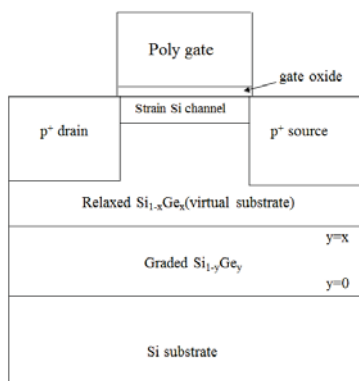 Poly gate
gate oxide
Strain Si channel
p⁺ drain
p⁺ source
Relaxed Si₁₋ₓGeₓ(virtual substrate)
y=x
Graded Si₁₋ᵧGeᵧ
y=0
Si substrate